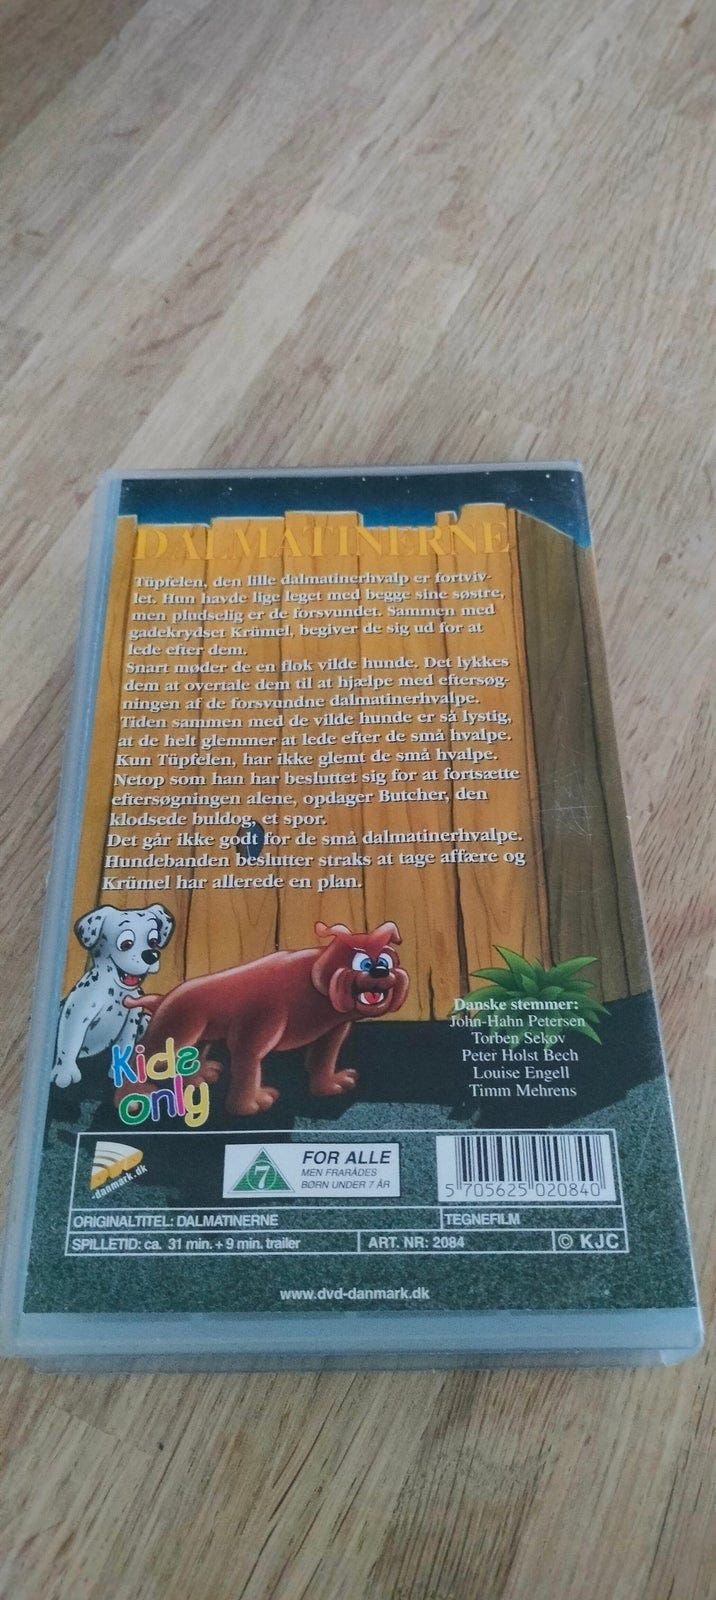 DALMATINERNE
Tüpfelen, den lille dalmatinerhvalp er fortviv-
let. Hun havde lige leget med begge sine søstre,
men pludselig er de forsvundet. Sammen med
gadekrydset Krümel, begiver de sig ud for at
lede efter dem.
Snart møder de en flok vilde hunde. Det lykkes
dem at overtale dem til at hjælpe med eftersøg-
ningen af de forsvundne dalmatinerhvalpe.
Tiden sammen med de vilde hunde er så lystig,
at de helt glemmer at lede efter de små hvalpe.
Kun Tüpfelen, har ikke glemt de små hvalpe.
Netop som han har besluttet sig for at fortsætte
eftersøgningen alene, opdager Butcher, den
klodsede buldog, et spor.
Det går ikke godt for de små dalmatinerhvalpe.
Hundebanden beslutter straks at tage affære og
Krümel har allerede en plan.
Danske stemmer:
John-Hahn Petersen
Torben Sekov
Peter Holst Bech
Louise Engell
Timm Mehrens
Kids
only
DVD
-danmark.dk
7
FOR ALLE
MEN FRARÅDES
BØRN UNDER 7 ÅR
5 705625 020840
ORIGINALTITEL: DALMATINERNE
TEGNEFILM
SPILLETID: ca. 31 min. + 9 min. trailer
ART. NR: 2084
© KJC
www.dvd-danmark.dk